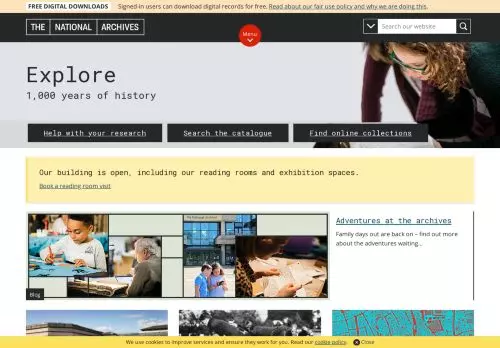 FREE DIGITAL DOWNLOADS Signed-in users can download digital records for free. Read about our fair use policy and why we are doing this.
THE NATIONAL ARCHIVES
Menu
Search our website
Explore
1,000 years of history
Help with your research
Search the catalogue
Find online collections
Our building is open, including our reading rooms and exhibition spaces.
Book a reading room visit
Blog
Adventures at the archives
Family days out are back on – find out
more about the adventures waiting...
We use cookies to improve services and ensure they work for you. Read our cookie policy. Close